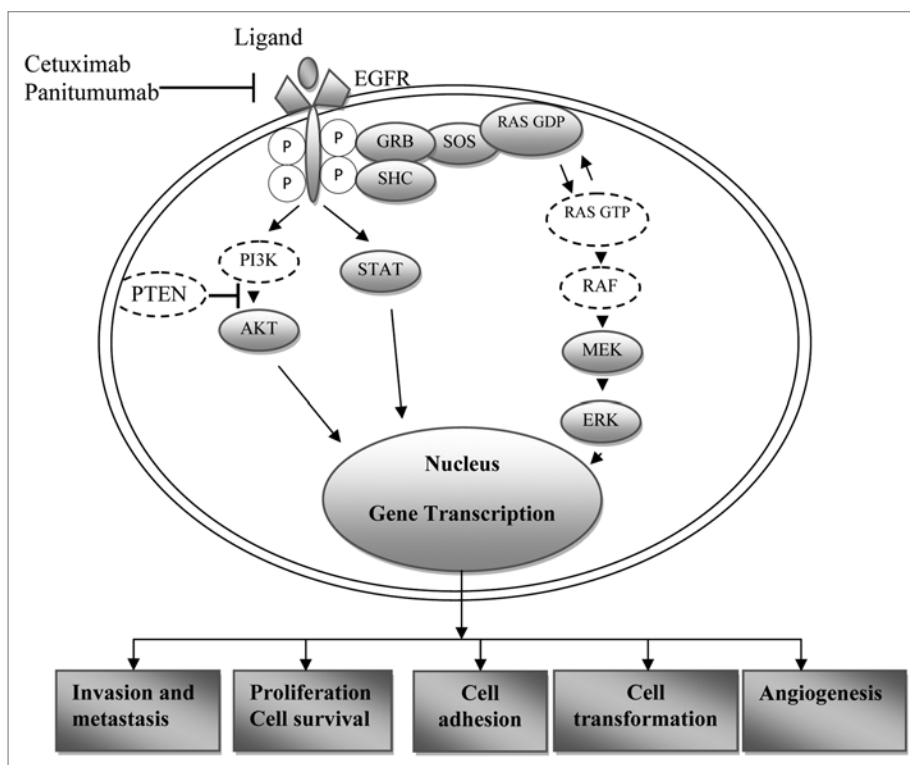 Ligand
Cetuximab
Panitumumab
EGFR
P
P
P
P
GRB
SOS
RAS GDP
SHC
RAS GTP
PI3K
STAT
RAF
PTEN
AKT
MEK
ERK
Nucleus
Gene Transcription
Invasion and
metastasis
Proliferation
Cell survival
Cell
adhesion
Cell
transformation
Angiogenesis